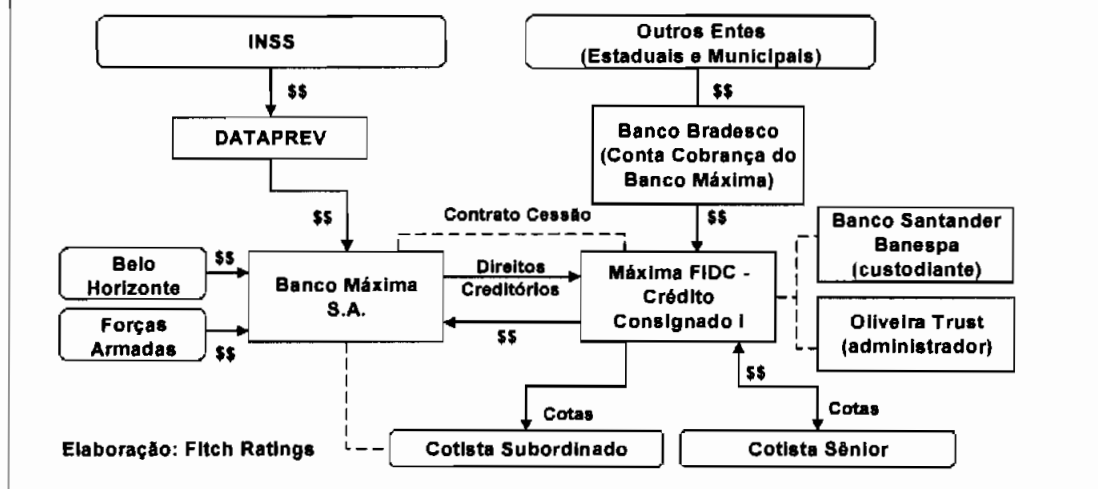 INSS
Outros Entes
(Estaduais e Municipais)
$$
$$
DATAPREV
Banco Bradesco
(Conta Cobrança do
Banco Máxima)
$$
Contrato Cessão
$$
Banco Santander
Banespa
(custodiante)
Belo
Horizonte
$$
Banco Máxima
S.A.
Direitos
Creditórios
Máxima FIDC -
Crédito
Consignado I
Forças
Armadas
$$
$$
Oliveira Trust
(administrador)
$$
Cotas
Cotas
Elaboração: Fitch Ratings
Cotista Subordinado
Cotista Sênior